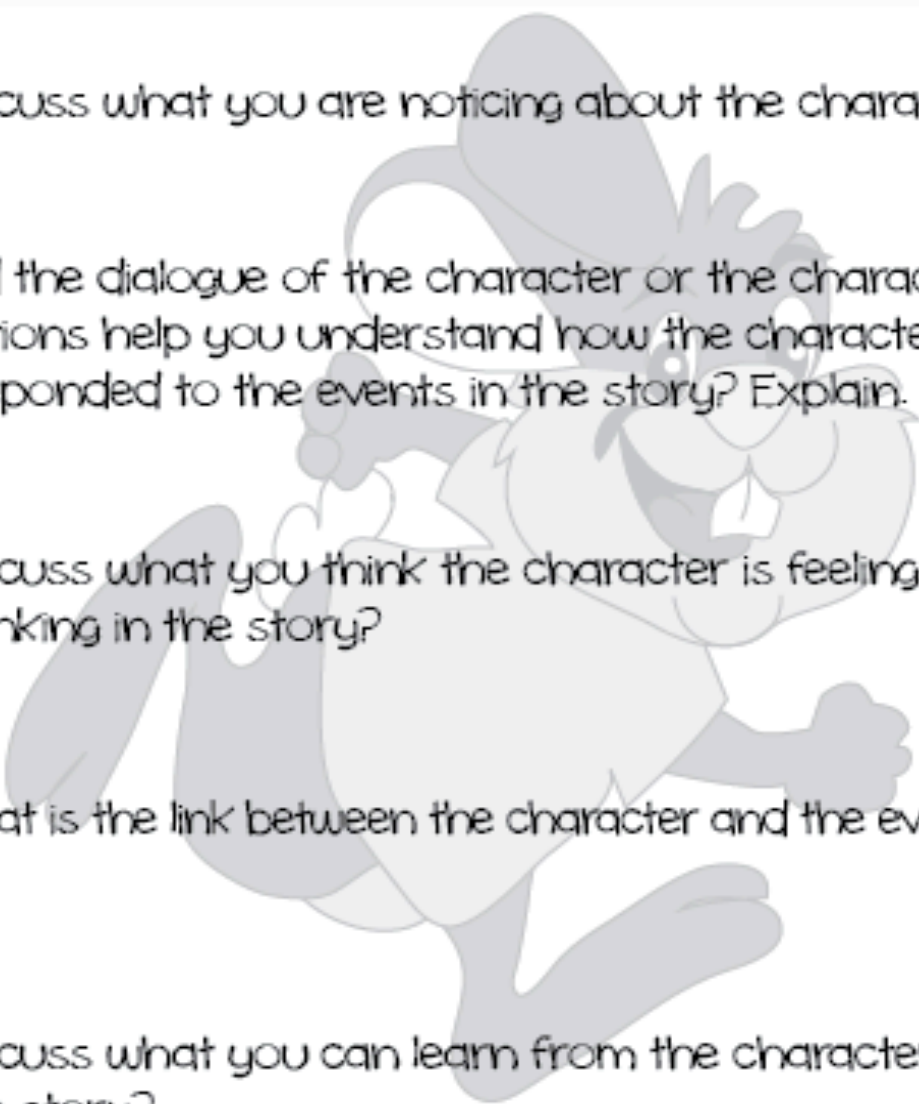 cuss what you are noticing about the charac
the dialogue of the character or the charac
ions help you understand how the characte
ponded to the events in the story? Explain.
cuss what you think the character is feeling
nking in the story?
at is the link between the character and the ev
cuss what you can learn from the character
story?